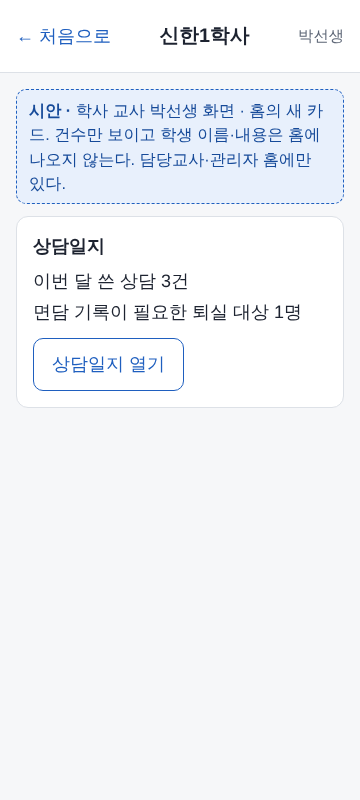 ← 처음으로 신한1학사 박선생
시안 · 학사 교사 박선생 화면 · 홈의 새 카
드. 건수만 보이고 학생 이름·내용은 홈에
나오지 않는다. 담당교사·관리자 홈에만
있다.
상담일지
이번 달 쓴 상담 3건
면담 기록이 필요한 퇴실 대상 1명
상담일지 열기